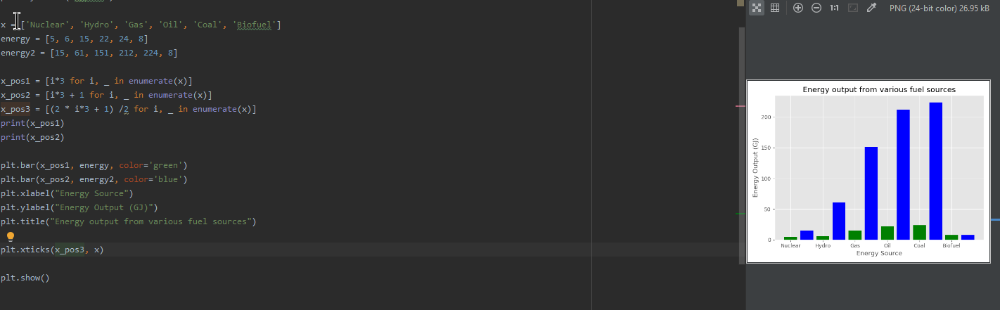 x = ['Nuclear', 'Hydro', 'Gas', 'Oil', 'Coal', 'Biofuel']
energy = [5, 6, 15, 22, 24, 8]
energy2 = [15, 61, 151, 212, 224, 8]
x_pos1 = [i*3 for i, _ in enumerate(x)]
x_pos2 = [i*3 + 1 for i, _ in enumerate(x)]
x_pos3 = [(2 * i*3 + 1) /2 for i, _ in enumerate(x)]
print(x_pos1)
print(x_pos2)
plt.bar(x_pos1, energy, color='green')
plt.bar(x_pos2, energy2, color='blue')
plt.xlabel("Energy Source")
plt.ylabel("Energy Output (GJ)")
plt.title("Energy output from various fuel sources")
plt.xticks(x_pos3, x)
plt.show()
1:1
PNG (24-bit color) 26.95 kB
Energy output from various fuel sources
Energy Output (GJ)
200
150
100
50
0
Nuclear Hydro Gas Oil Coal Biofuel
Energy Source